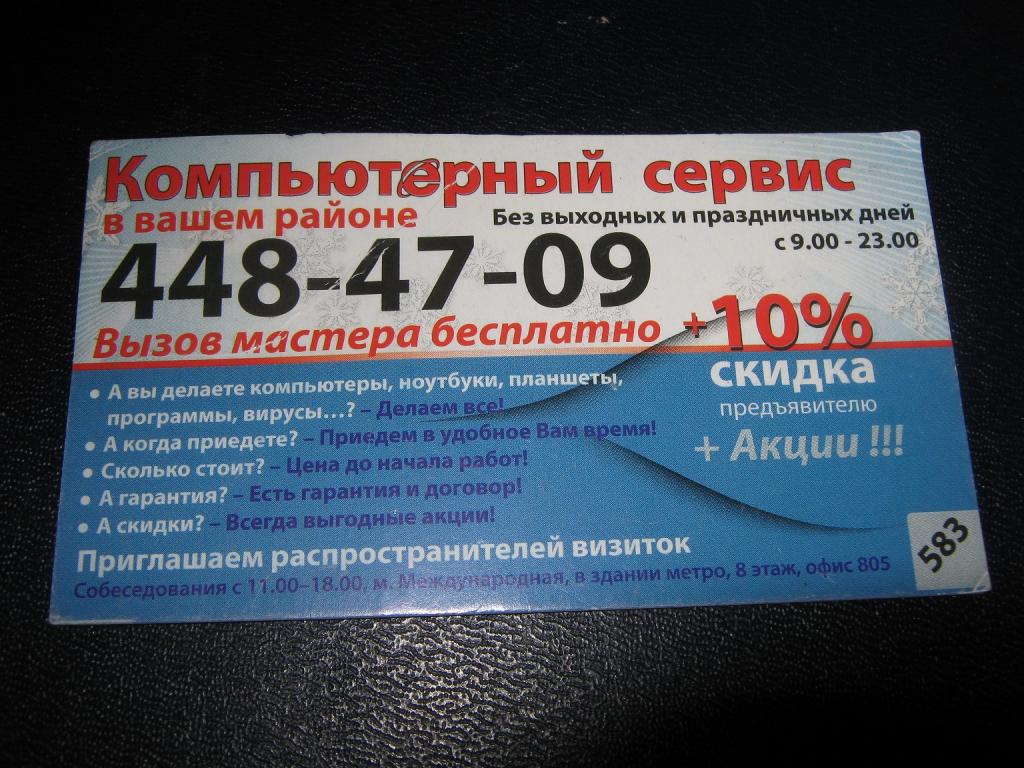 Компьютерный сервис
в вашем районе
Без выходных и праздничных дней
с 9.00 - 23.00
448-47-09
Вызов мастера бесплатно
+10%
скидка
предъявителю
+ Акции !!!
• А вы делаете компьютеры, ноутбуки, планшеты,
программы, вирусы...? – Делаем все!
• А когда приедете? – Приедем в удобное Вам время!
• Сколько стоит? – Цена до начала работ!
• А гарантия? – Есть гарантия и договор!
• А скидки? – Всегда выгодные акции!
Приглашаем распространителей визиток
Собеседования с 11.00–18.00, м. Международная, в здании метро, 8 этаж, офис 805
583